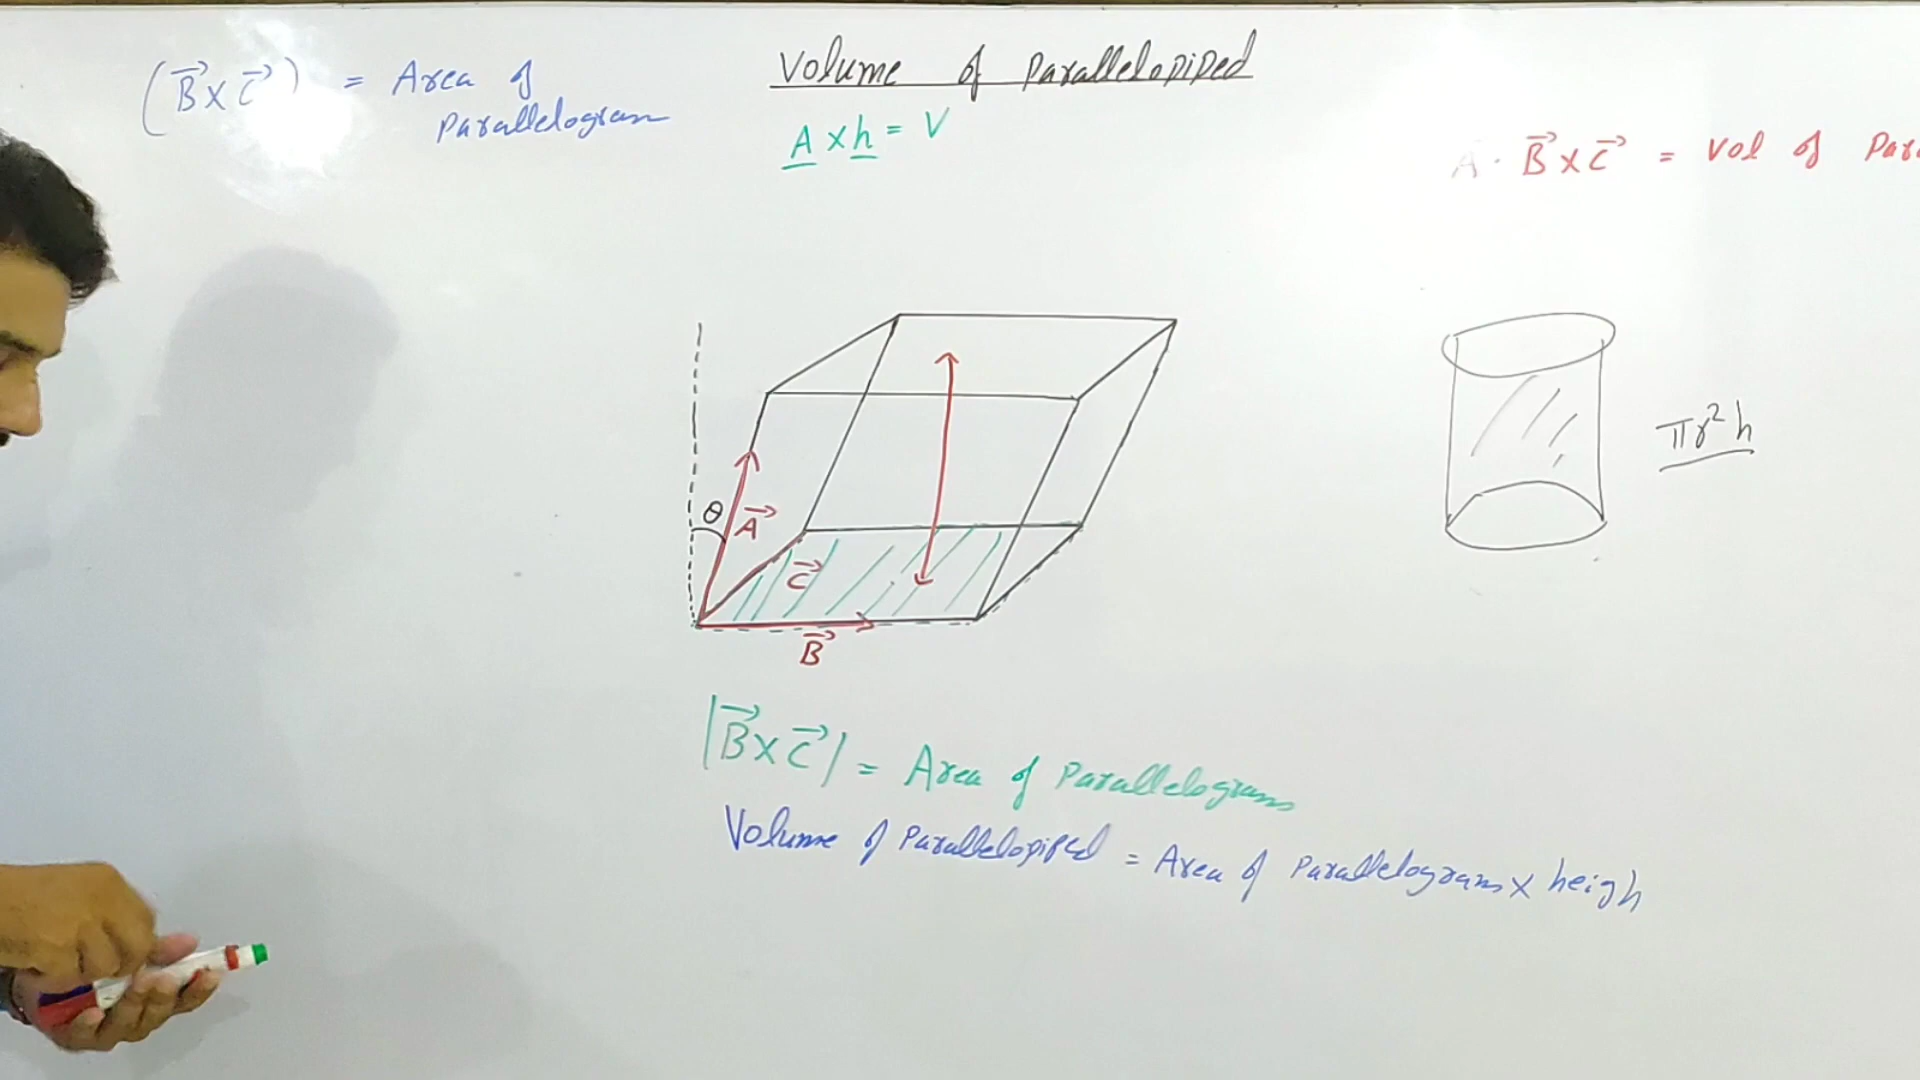 Volume of Parallelopiped
(B⃗ × C⃗) = Area of
Parallelogram
A × h = V
A · B⃗ × C⃗ = Vol of Para
πr²h
θ
A⃗
C⃗
B⃗
|B⃗ × C⃗| = Area of Parallelogram
Volume of Parallelopiped = Area of Parallelogram × heigh